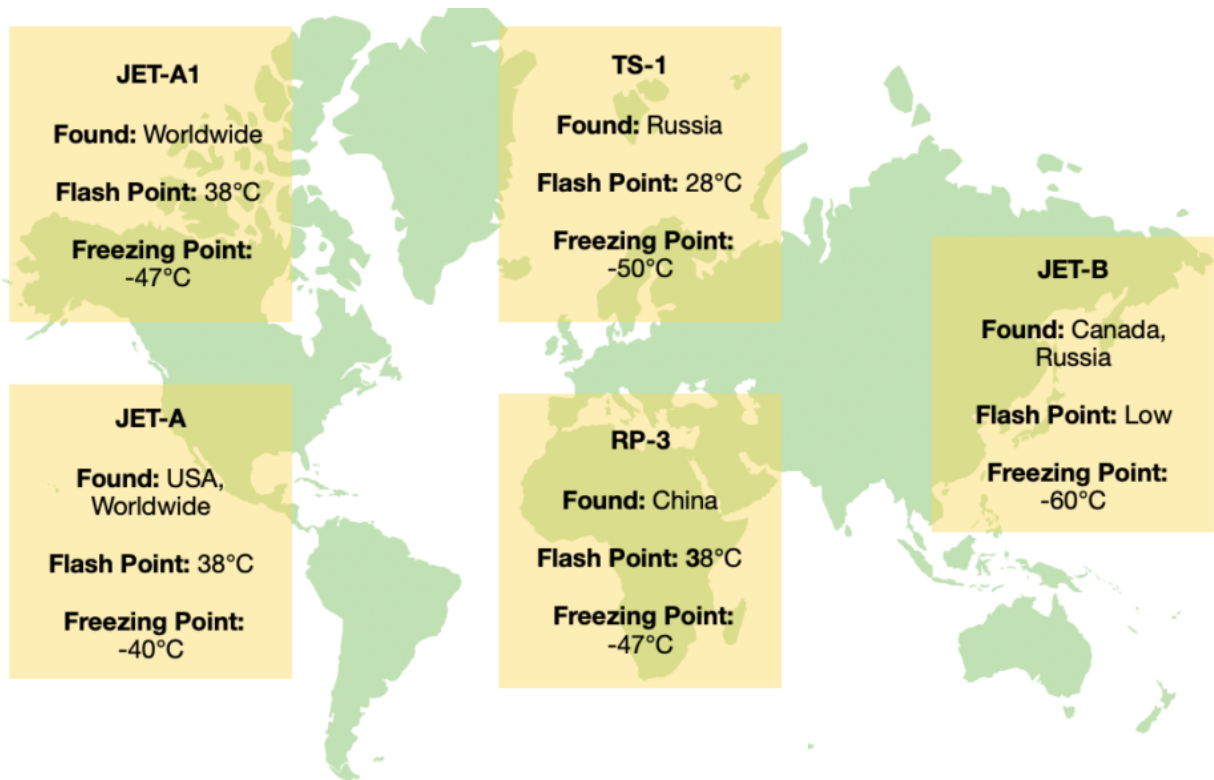 JET-A1
Found: Worldwide
Flash Point: 38°C
Freezing Point:
-47°C
TS-1
Found: Russia
Flash Point: 28°C
Freezing Point:
-50°C
JET-B
Found: Canada,
Russia
Flash Point: Low
Freezing Point:
-60°C
JET-A
Found: USA,
Worldwide
Flash Point: 38°C
Freezing Point:
-40°C
RP-3
Found: China
Flash Point: 38°C
Freezing Point:
-47°C